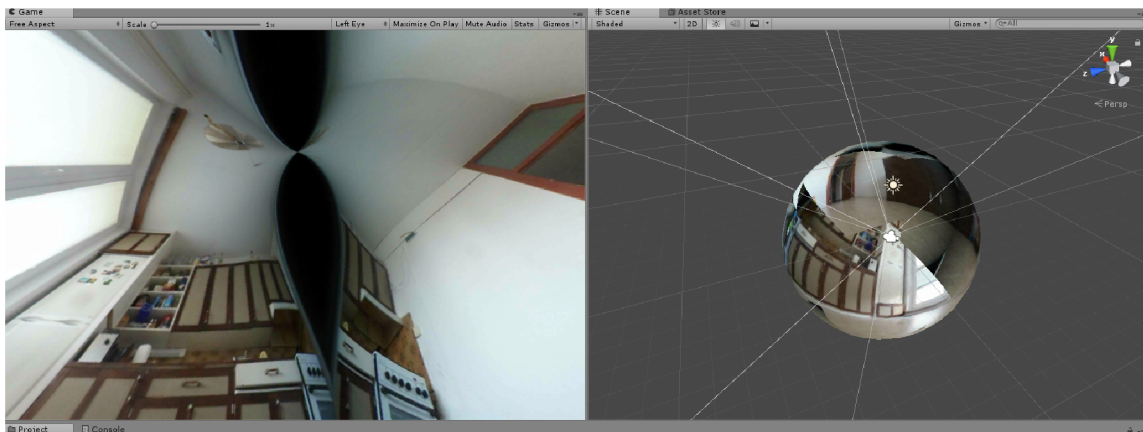 Game
Free Aspect Scale 1x Left Eye Maximize On Play Mute Audio Stats Gizmos
Scene Asset Store
Shaded 2D Gizmos All
y
x
z
Persp
Project Console